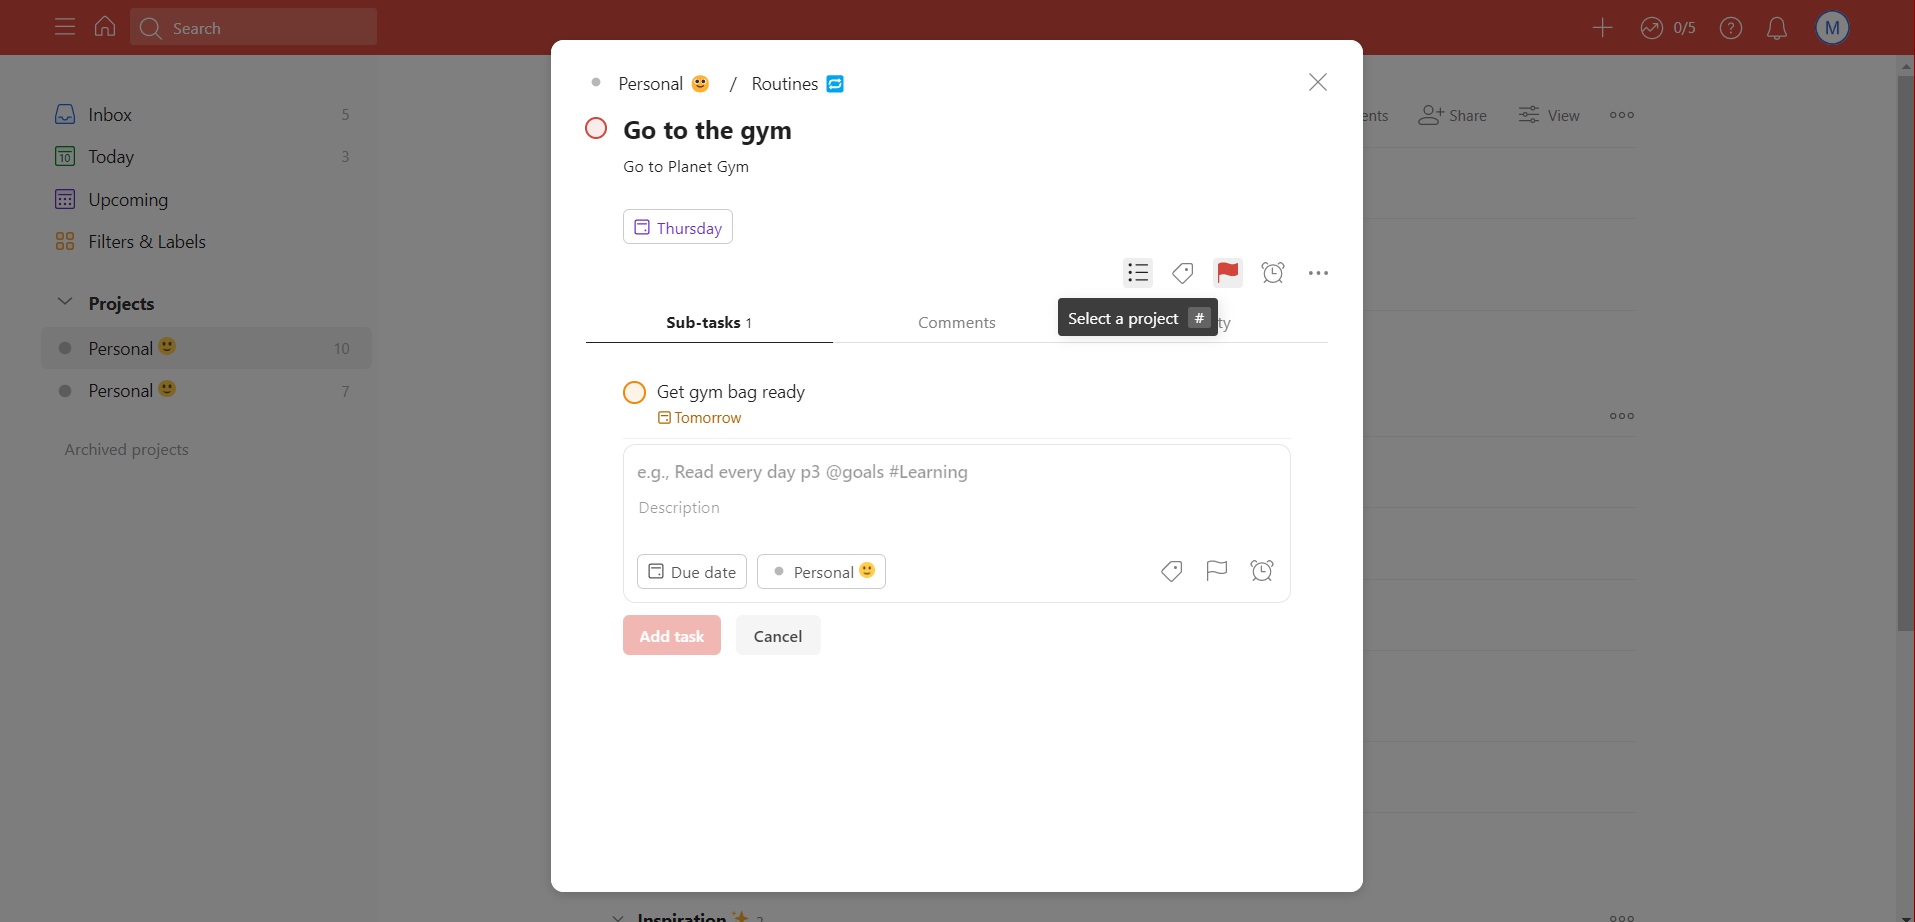 Search
0/5
?
M
Inbox 5
10 Today 3
Upcoming
Filters & Labels
Projects
Personal 10
Personal 7
Archived projects
Share
View
Personal / Routines
Go to the gym
Go to Planet Gym
Thursday
Select a project #
Sub-tasks 1
Comments
Get gym bag ready
Tomorrow
e.g., Read every day p3 @goals #Learning
Description
Due date
Personal
Add task
Cancel
Inspiration 2